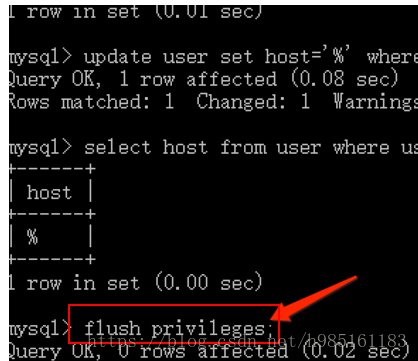 1 row in set (0.01 sec)
mysql> update user set host='%' where
Query OK, 1 row affected (0.08 sec)
Rows matched: 1  Changed: 1  Warnings
mysql> select host from user where us
+------+
| host |
+------+
| %    |
+------+
1 row in set (0.00 sec)
mysql> flush privileges;
https://blog.csdn.net/h985161183
Query OK, 0 rows affected (0.02 sec)